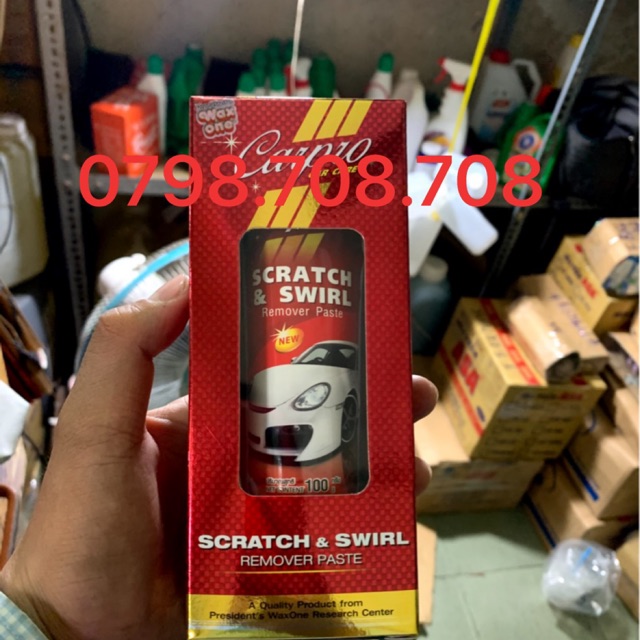 Wax
One
Carpro
R CARE
0798.708.708
SCRATCH
& SWIRL
Remover Paste
NEW
100
SCRATCH & SWIRL
REMOVER PASTE
A Quality Product from
President's WaxOne Research Center